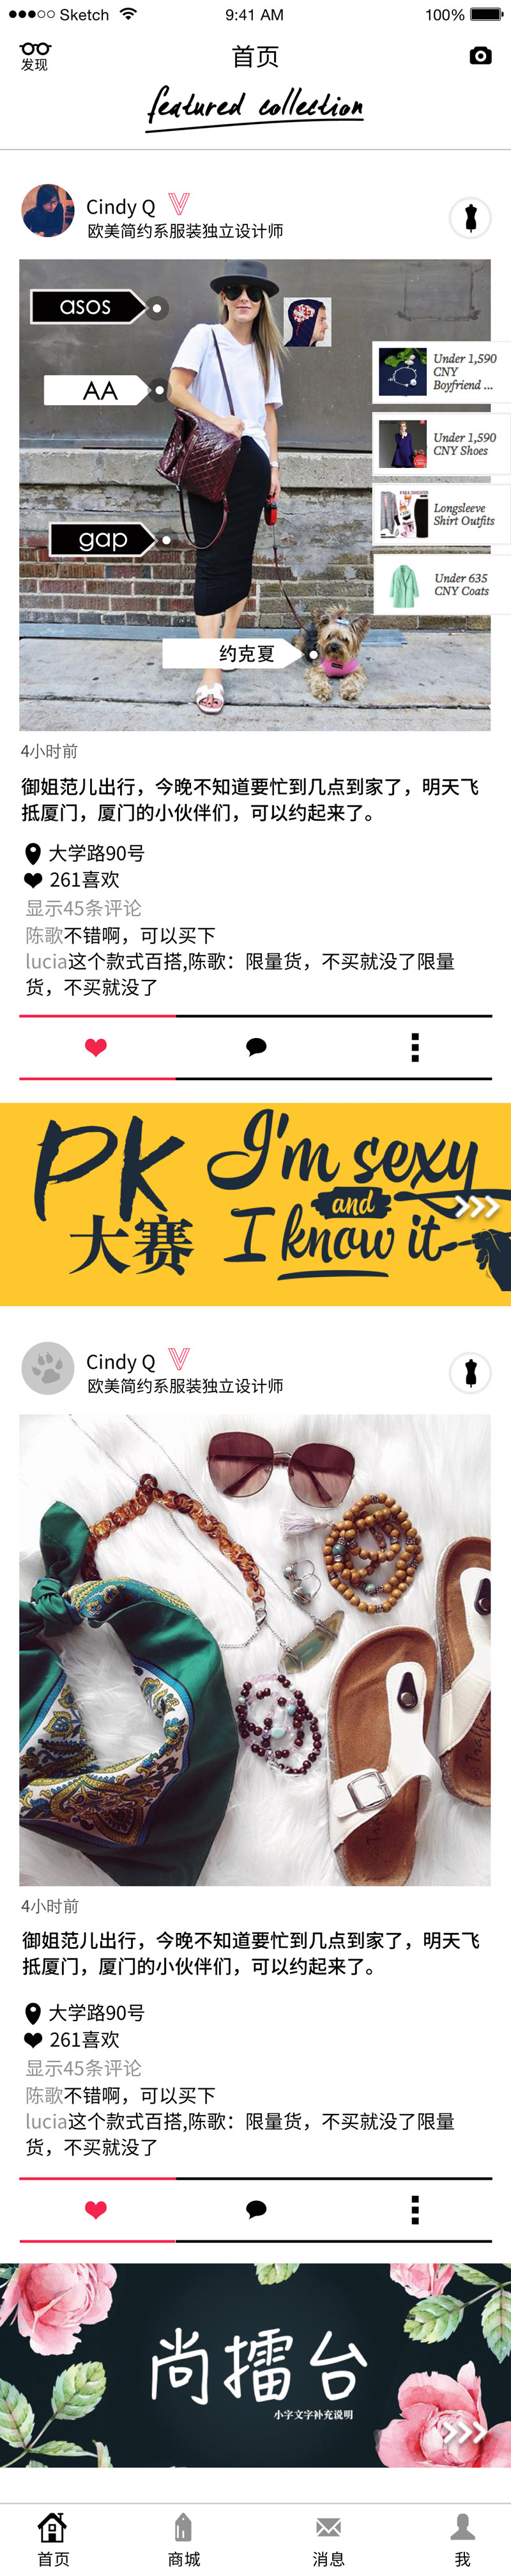 Sketch 9:41 AM 100%
发现
首页
featured collection
Cindy Q
欧美简约系服装独立设计师
asos
AA
gap
约克夏
Under 1,590
CNY
Boyfriend ...
Under 1,590
CNY Shoes
Longsleeve
Shirt Outfits
Under 635
CNY Coats
4小时前
御姐范儿出行，今晚不知道要忙到几点到家了，明天飞
抵厦门，厦门的小伙伴们，可以约起来了。
大学路90号
261喜欢
显示45条评论
陈歌不错啊，可以买下
lucia这个款式百搭,陈歌：限量货，不买就没了限量
货，不买就没了
PK
大赛
I'm sexy
and
I know it
Cindy Q
欧美简约系服装独立设计师
4小时前
御姐范儿出行，今晚不知道要忙到几点到家了，明天飞
抵厦门，厦门的小伙伴们，可以约起来了。
大学路90号
261喜欢
显示45条评论
陈歌不错啊，可以买下
lucia这个款式百搭,陈歌：限量货，不买就没了限量
货，不买就没了
尚擂台
小字文字补充说明
首页 商城 消息 我